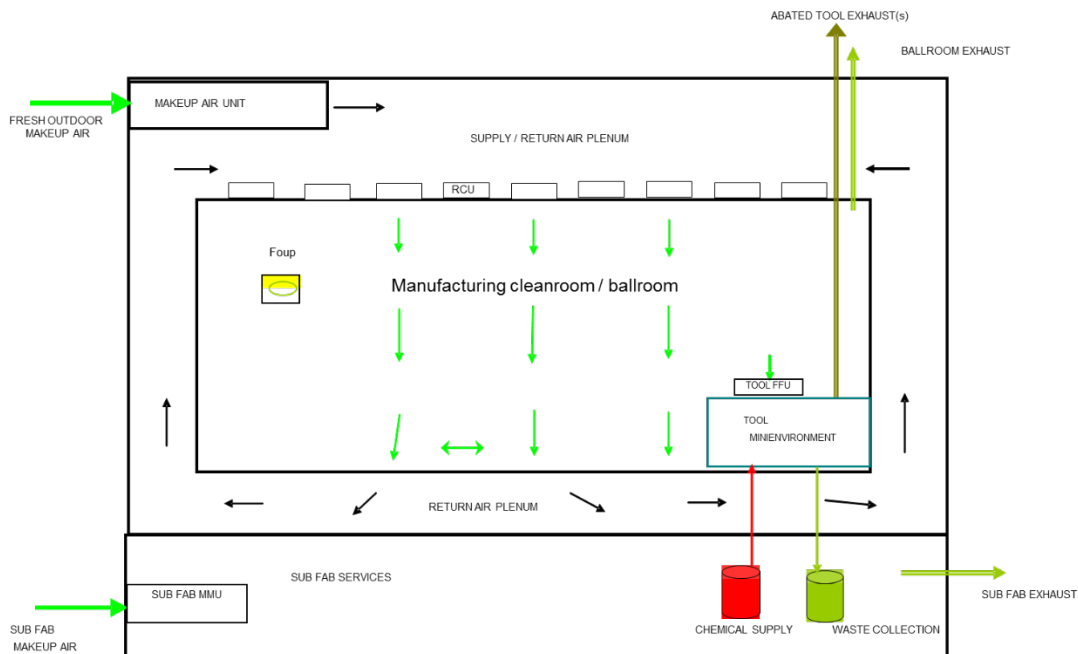 ABATED TOOL EXHAUST(s)
BALLROOM EXHAUST
MAKEUP AIR UNIT
FRESH OUTDOOR
MAKEUP AIR
SUPPLY / RETURN AIR PLENUM
RCU
Foup
Manufacturing cleanroom / ballroom
TOOL FFU
TOOL
MINIENVIRONMENT
RETURN AIR PLENUM
SUB FAB SERVICES
SUB FAB MMU
SUB FAB EXHAUST
SUB FAB
MAKEUP AIR
CHEMICAL SUPPLY
WASTE COLLECTION